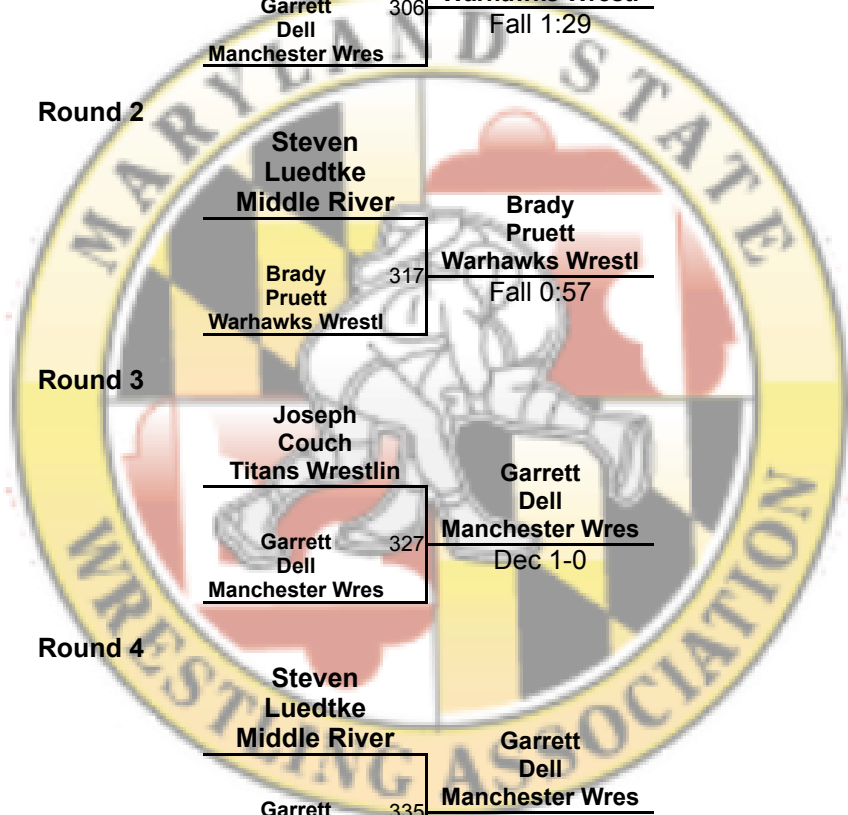 Garrett
Dell
Manchester Wres
306
Warhawks Wrestl
Fall 1:29
MARYLAND STATE
Round 2
Steven
Luedtke
Middle River
Brady
Pruett
Warhawks Wrestl
317
Brady
Pruett
Warhawks Wrestl
Fall 0:57
Round 3
Joseph
Couch
Titans Wrestlin
Garrett
Dell
Manchester Wres
327
Garrett
Dell
Manchester Wres
Dec 1-0
Round 4
Steven
Luedtke
Middle River
Garrett
335
Garrett
Dell
Manchester Wres
WRESTLING ASSOCIATION